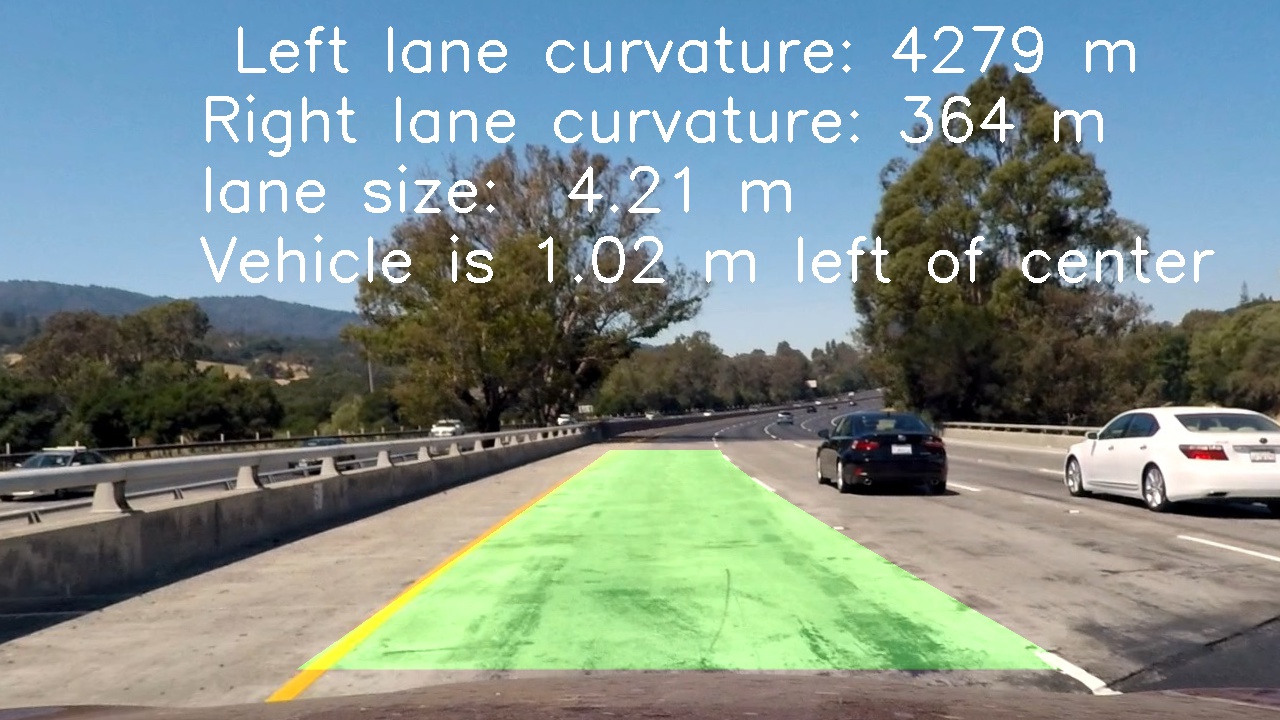 Left lane curvature: 4279 m
Right lane curvature: 364 m
lane size: 4.21 m
Vehicle is 1.02 m left of center